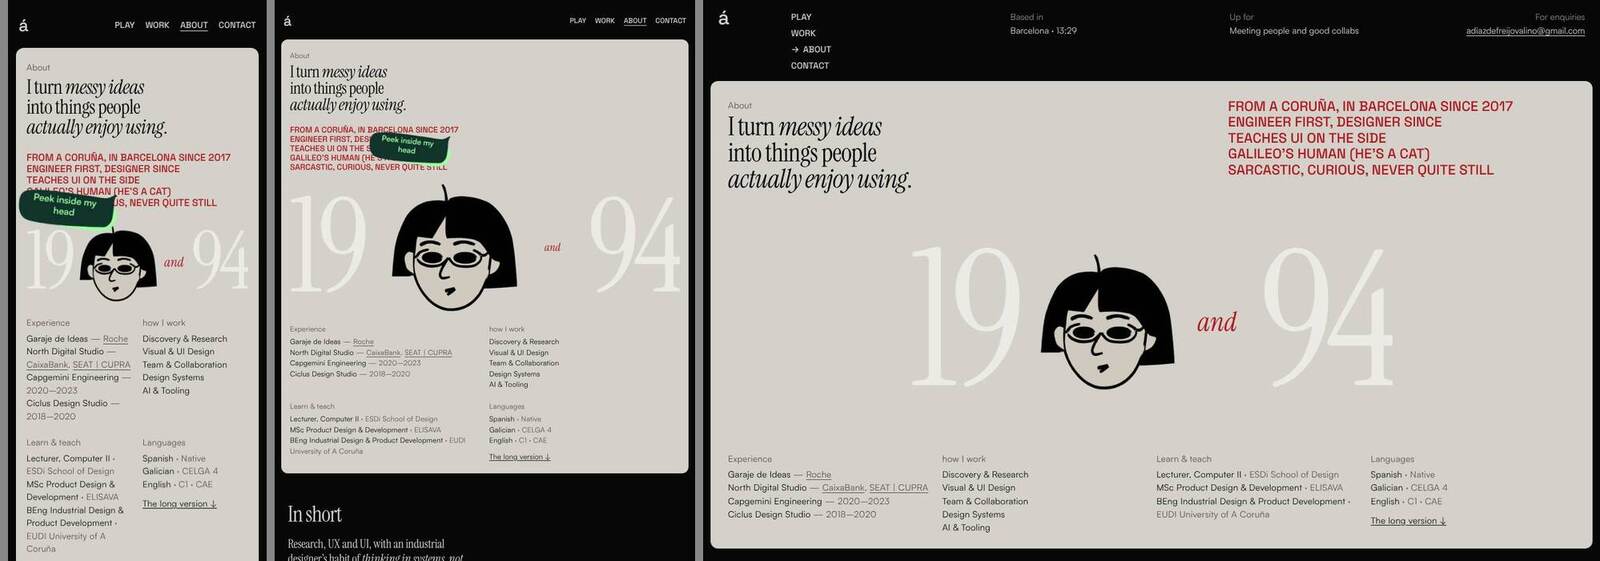 á
PLAY WORK ABOUT CONTACT
About
I turn messy ideas
into things people
actually enjoy using.
FROM A CORUÑA, IN BARCELONA SINCE 2017
ENGINEER FIRST, DESIGNER SINCE
TEACHES UI ON THE SIDE
HUMAN (HE'S A CAT)
NEVER QUITE STILL
Peek inside my
head
19 and 94
Experience
Garaje de Ideas — Roche
North Digital Studio —
CaixaBank, SEAT | CUPRA
Capgemini Engineering —
2020–2023
Ciclus Design Studio —
2018–2020
how I work
Discovery & Research
Visual & UI Design
Team & Collaboration
Design Systems
AI & Tooling
Learn & teach
Lecturer, Computer II ·
ESDi School of Design
MSc Product Design &
Development · ELISAVA
BEng Industrial Design &
Product Development ·
EUDI University of A
Coruña
Languages
Spanish · Native
Galician · CELGA 4
English · C1 · CAE
The long version ↓
á
PLAY WORK ABOUT CONTACT
About
I turn messy ideas
into things people
actually enjoy using.
FROM A CORUÑA, IN BARCELONA SINCE 2017
ENGINEER FIRST,
TEACHES UI ON THE
GALILEO'S HUMAN (HE'S
SARCASTIC, CURIOUS, NEVER QUITE STILL
Peek inside my
head
19 and 94
Experience
Garaje de Ideas — Roche
North Digital Studio — CaixaBank, SEAT | CUPRA
Capgemini Engineering — 2020–2023
Ciclus Design Studio — 2018–2020
how I work
Discovery & Research
Visual & UI Design
Team & Collaboration
Design Systems
AI & Tooling
Learn & teach
Lecturer, Computer II · ESDi School of Design
MSc Product Design & Development · ELISAVA
BEng Industrial Design & Product Development · EUDI
University of A Coruña
Languages
Spanish · Native
Galician · CELGA 4
English · C1 · CAE
The long version ↓
In short
Research, UX and UI, with an industrial
designer's habit of thinking in systems, not
á
PLAY
WORK
→ ABOUT
CONTACT
Based in
Barcelona · 13:29
Up for
Meeting people and good collabs
For enquiries
adiazdefreijovalino@gmail.com
About
I turn messy ideas
into things people
actually enjoy using.
FROM A CORUÑA, IN BARCELONA SINCE 2017
ENGINEER FIRST, DESIGNER SINCE
TEACHES UI ON THE SIDE
GALILEO'S HUMAN (HE'S A CAT)
SARCASTIC, CURIOUS, NEVER QUITE STILL
19 and 94
Experience
Garaje de Ideas — Roche
North Digital Studio — CaixaBank, SEAT | CUPRA
Capgemini Engineering — 2020–2023
Ciclus Design Studio — 2018–2020
how I work
Discovery & Research
Visual & UI Design
Team & Collaboration
Design Systems
AI & Tooling
Learn & teach
Lecturer, Computer II · ESDi School of Design
MSc Product Design & Development · ELISAVA
BEng Industrial Design & Product Development ·
EUDI University of A Coruña
Languages
Spanish · Native
Galician · CELGA 4
English · C1 · CAE
The long version ↓